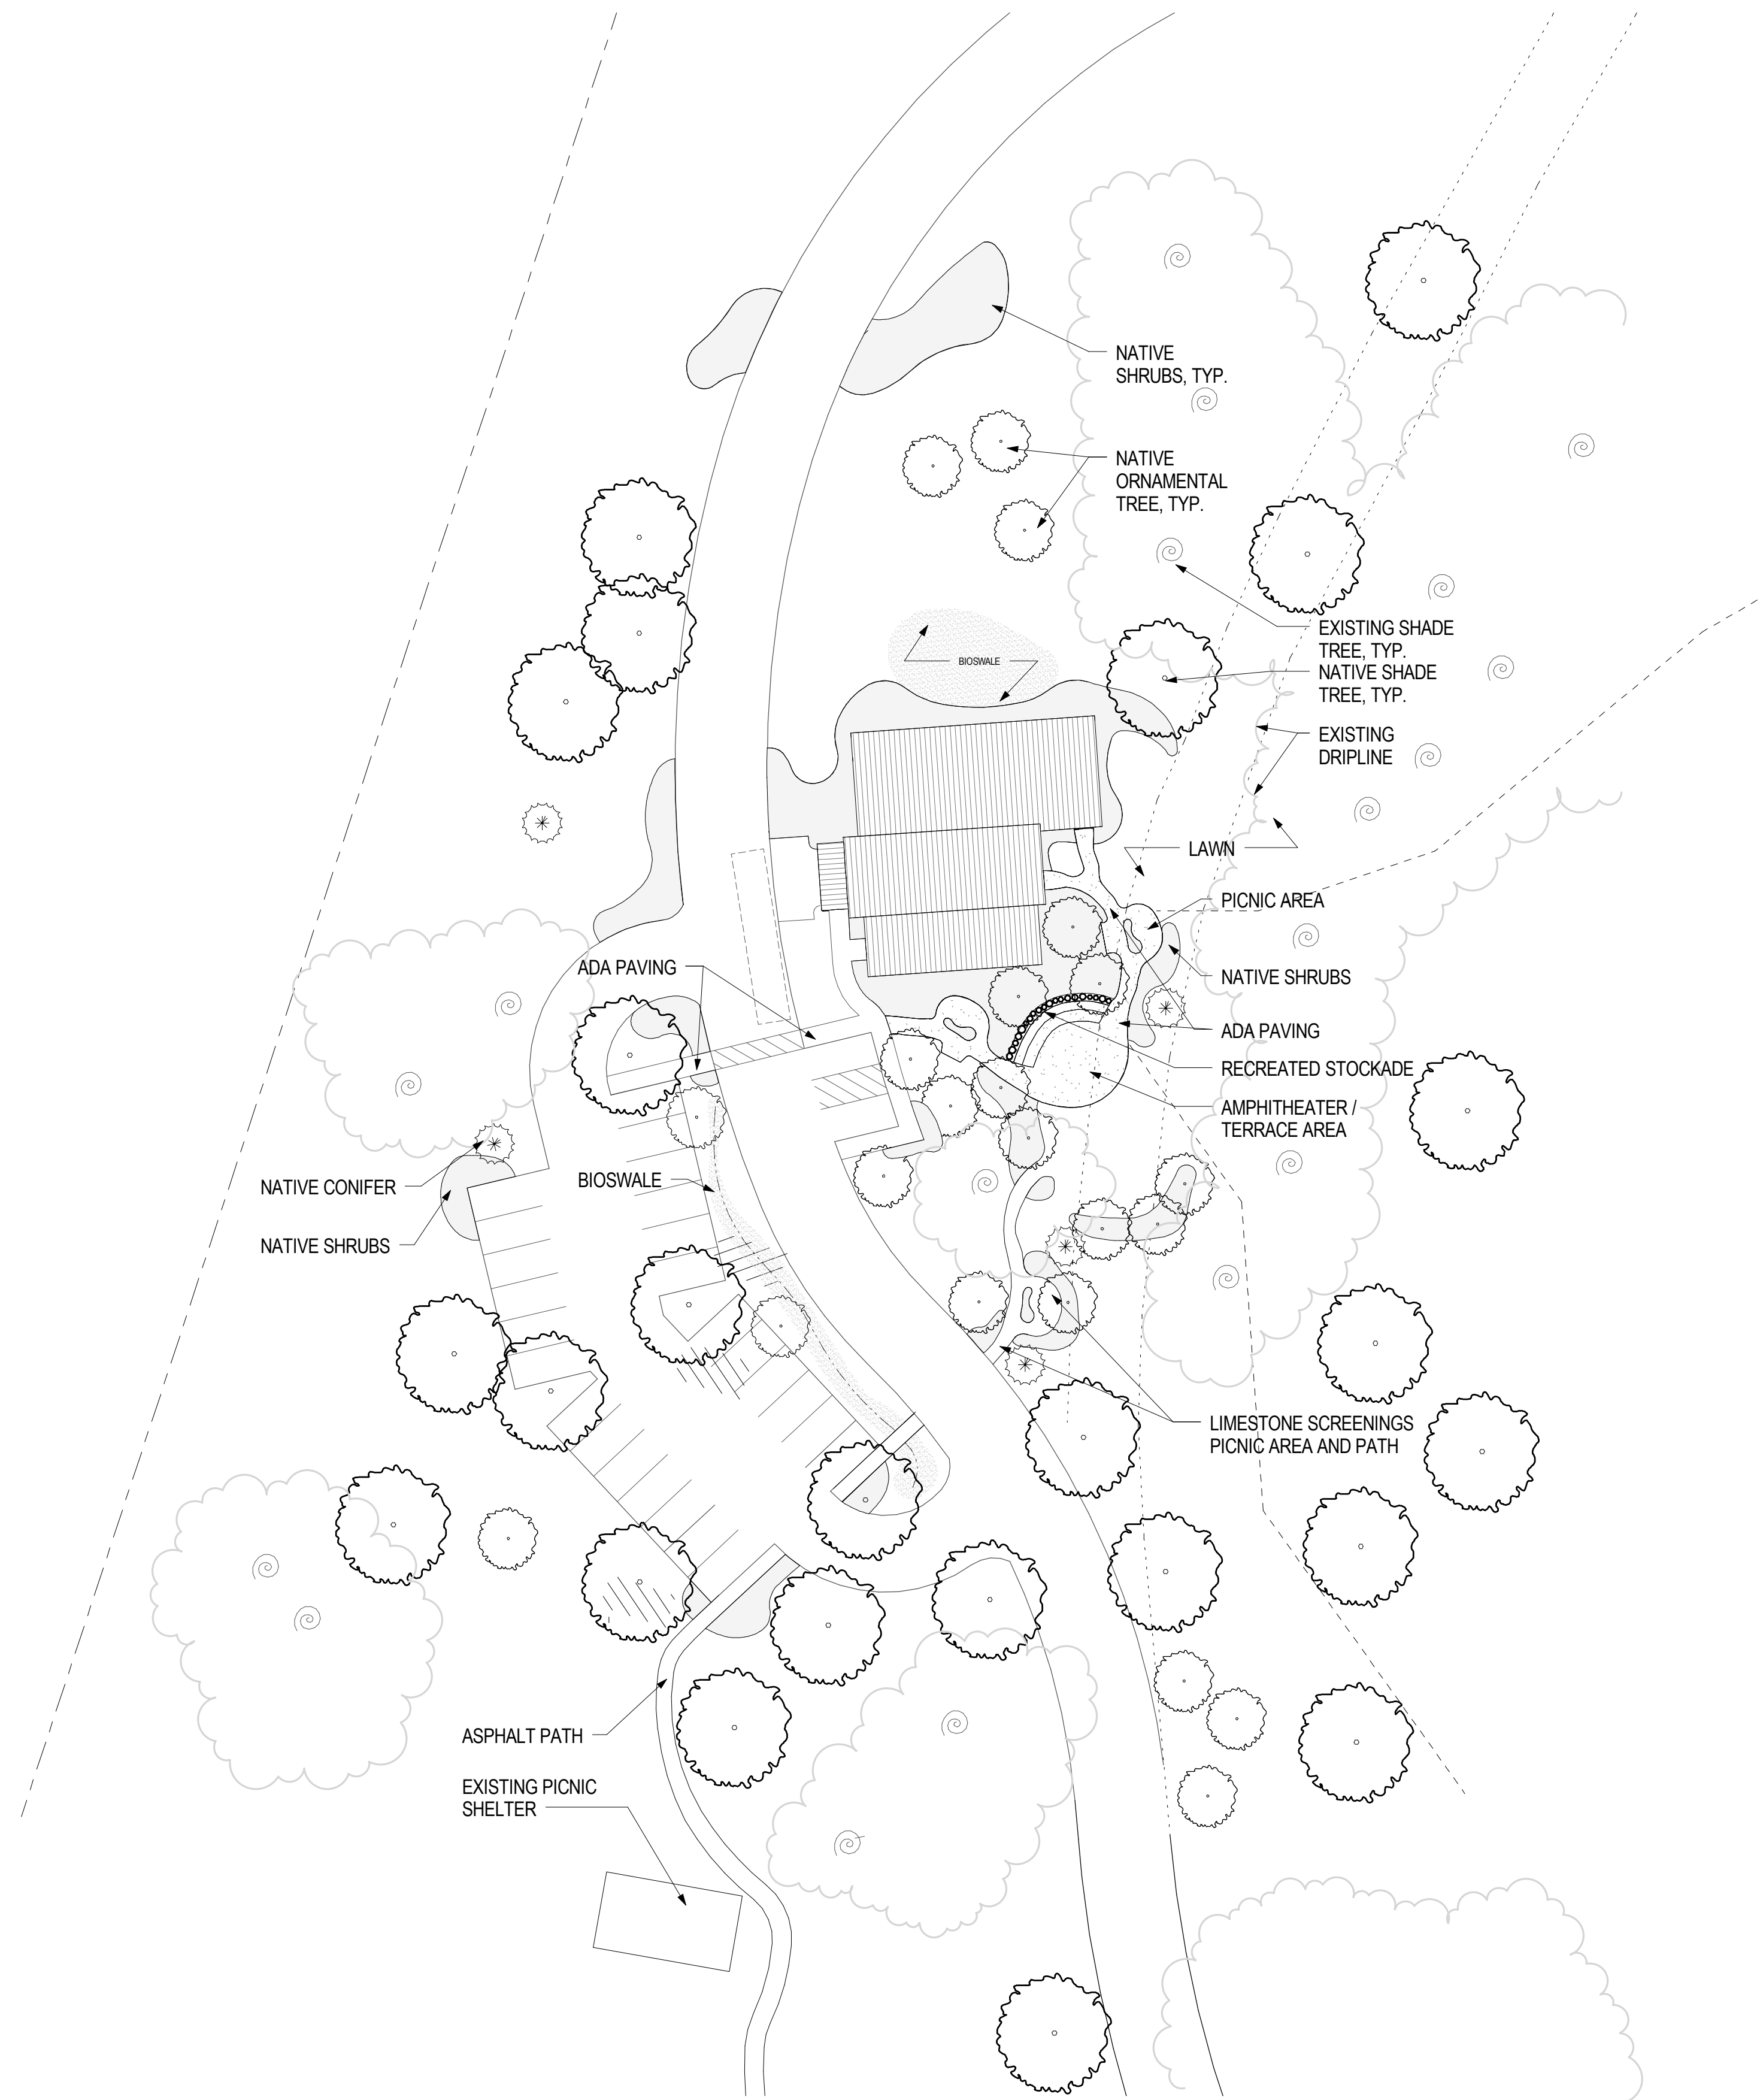 NATIVE
SHRUBS, TYP.
NATIVE
ORNAMENTAL
TREE, TYP.
EXISTING SHADE
TREE, TYP.
NATIVE SHADE
TREE, TYP.
BIOSWALE
EXISTING
DRIPLINE
LAWN
PICNIC AREA
ADA PAVING
NATIVE SHRUBS
ADA PAVING
RECREATED STOCKADE
AMPHITHEATER /
TERRACE AREA
NATIVE CONIFER
BIOSWALE
NATIVE SHRUBS
LIMESTONE SCREENINGS
PICNIC AREA AND PATH
ASPHALT PATH
EXISTING PICNIC
SHELTER